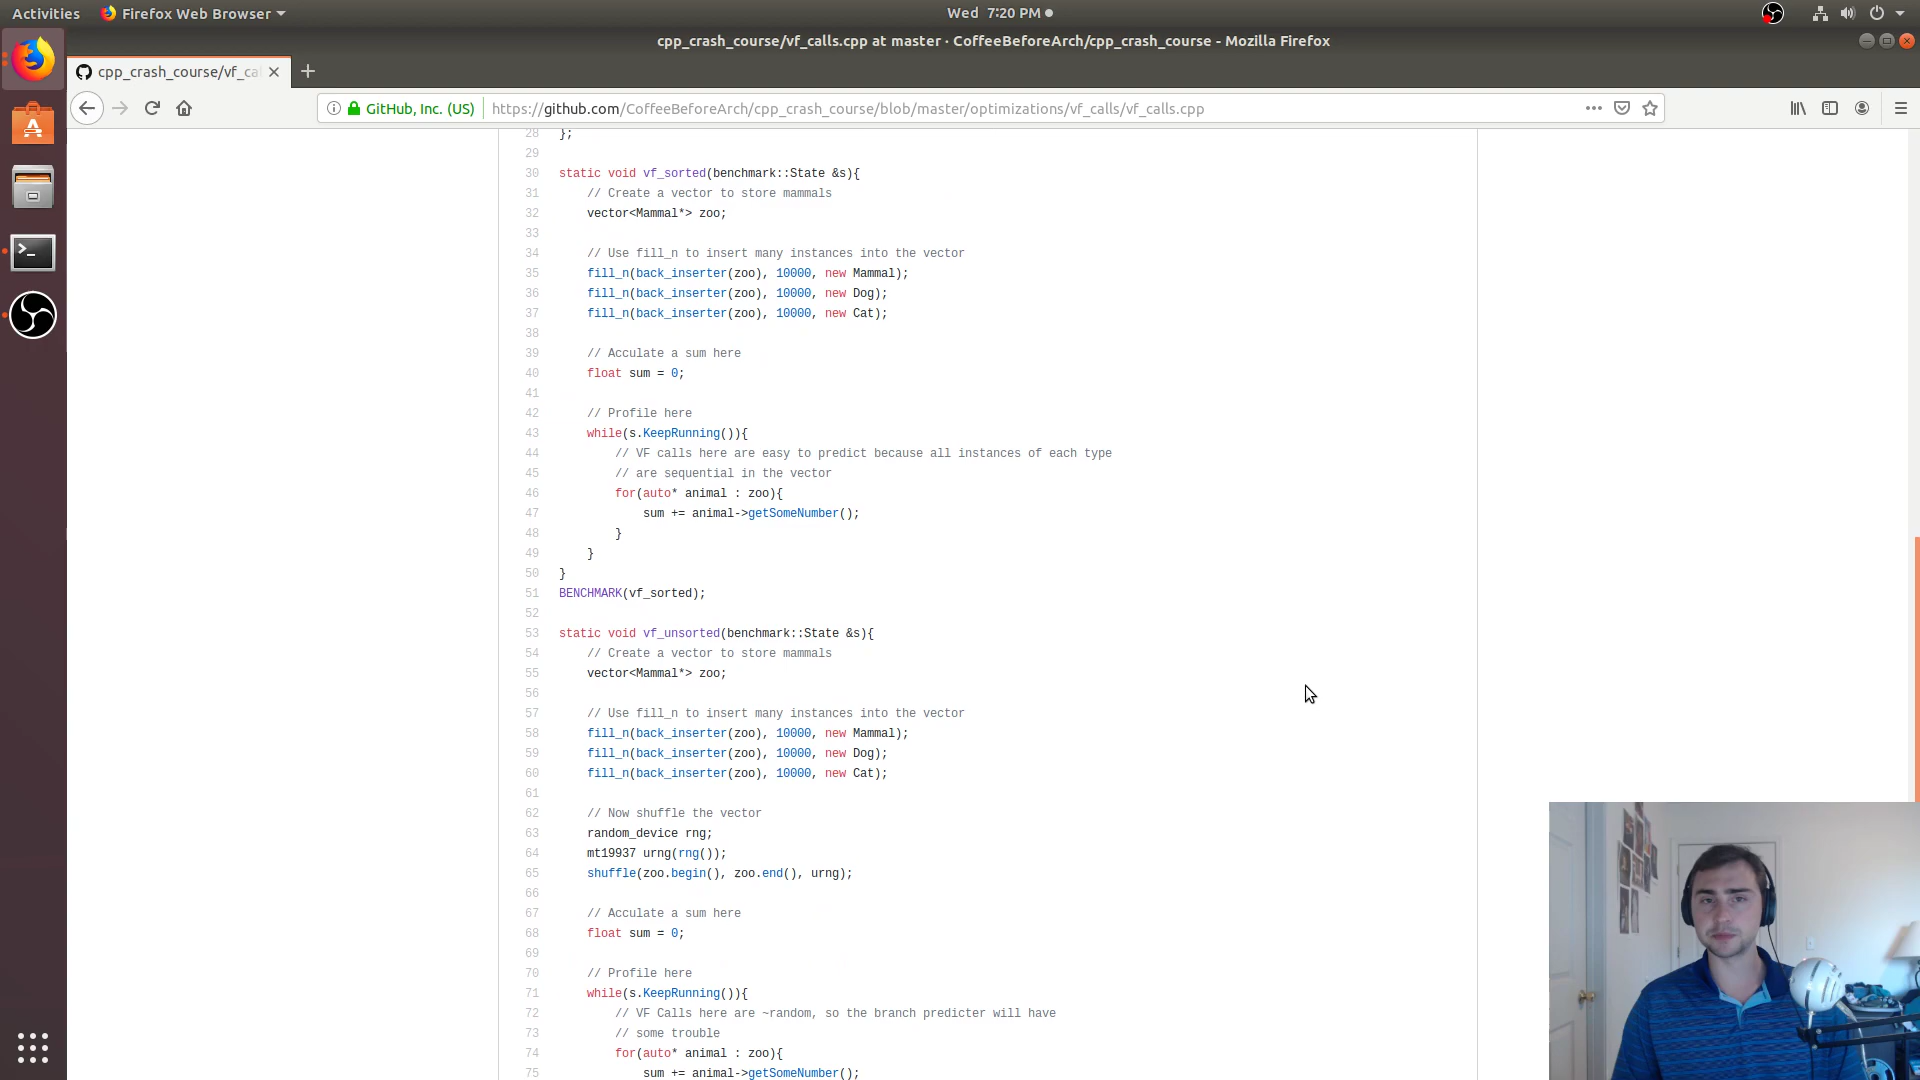 Activities Firefox Web Browser Wed 7:20 PM
cpp_crash_course/vf_calls.cpp at master · CoffeeBeforeArch/cpp_crash_course - Mozilla Firefox
cpp_crash_course/vf_cal
GitHub, Inc. (US) https://github.com/CoffeeBeforeArch/cpp_crash_course/blob/master/optimizations/vf_calls/vf_calls.cpp
28 };
29
30 static void vf_sorted(benchmark::State &s){
31 // Create a vector to store mammals
32 vector<Mammal*> zoo;
33
34 // Use fill_n to insert many instances into the vector
35 fill_n(back_inserter(zoo), 10000, new Mammal);
36 fill_n(back_inserter(zoo), 10000, new Dog);
37 fill_n(back_inserter(zoo), 10000, new Cat);
38
39 // Acculate a sum here
40 float sum = 0;
41
42 // Profile here
43 while(s.KeepRunning()){
44 // VF calls here are easy to predict because all instances of each type
45 // are sequential in the vector
46 for(auto* animal : zoo){
47 sum += animal->getSomeNumber();
48 }
49 }
50 }
51 BENCHMARK(vf_sorted);
52
53 static void vf_unsorted(benchmark::State &s){
54 // Create a vector to store mammals
55 vector<Mammal*> zoo;
56
57 // Use fill_n to insert many instances into the vector
58 fill_n(back_inserter(zoo), 10000, new Mammal);
59 fill_n(back_inserter(zoo), 10000, new Dog);
60 fill_n(back_inserter(zoo), 10000, new Cat);
61
62 // Now shuffle the vector
63 random_device rng;
64 mt19937 urng(rng());
65 shuffle(zoo.begin(), zoo.end(), urng);
66
67 // Acculate a sum here
68 float sum = 0;
69
70 // Profile here
71 while(s.KeepRunning()){
72 // VF Calls here are ~random, so the branch predicter will have
73 // some trouble
74 for(auto* animal : zoo){
75 sum += animal->getSomeNumber();